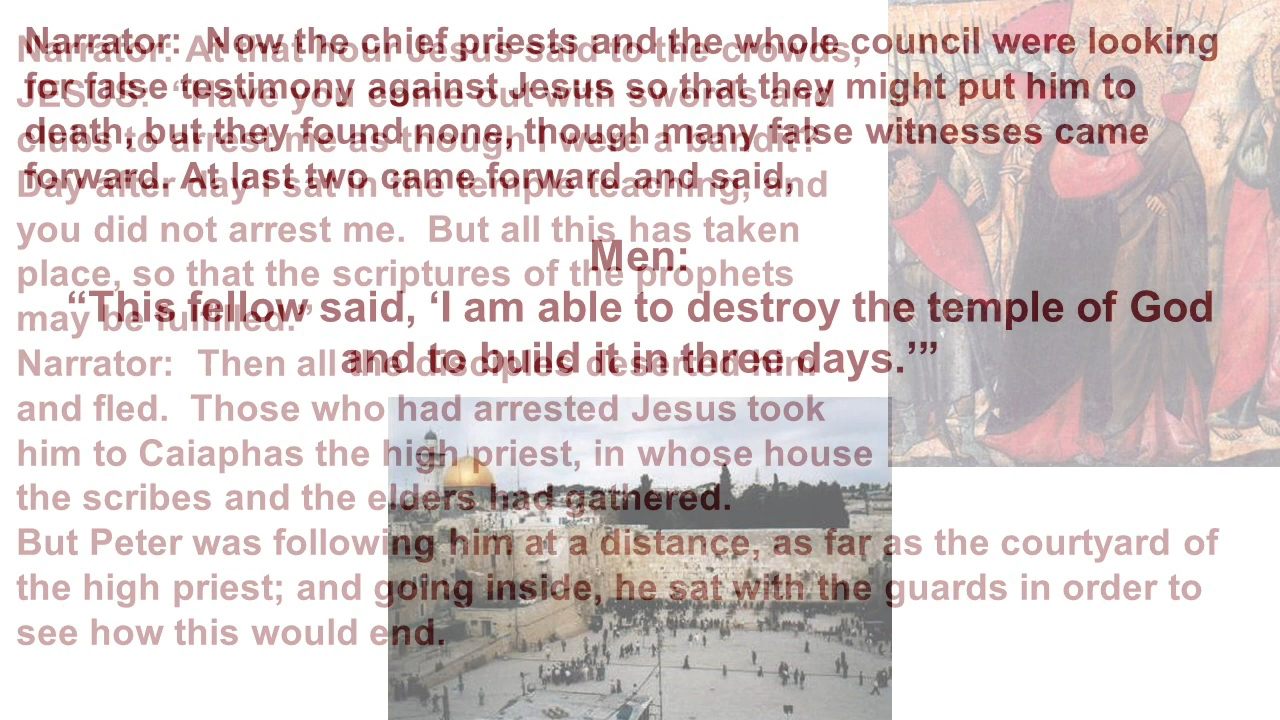 Narrator:   Now the chief priests and the whole council were looking
for false testimony against Jesus so that they might put him to
death, but they found none, though many false witnesses came
forward. At last two came forward and said,
Men:
“This fellow said, ‘I am able to destroy the temple of God
and to build it in three days.’”
Narrator:  At that hour Jesus said to the crowds,
JESUS:  “Have you come out with swords and
clubs to arrest me as though I were a bandit?
Day after day I sat in the temple teaching, and
you did not arrest me.  But all this has taken
place, so that the scriptures of the prophets
may be fulfilled.”
Narrator:  Then all the disciples deserted him
and fled.  Those who had arrested Jesus took
him to Caiaphas the high priest, in whose house
the scribes and the elders had gathered.
But Peter was following him at a distance, as far as the courtyard of
the high priest; and going inside, he sat with the guards in order to
see how this would end.